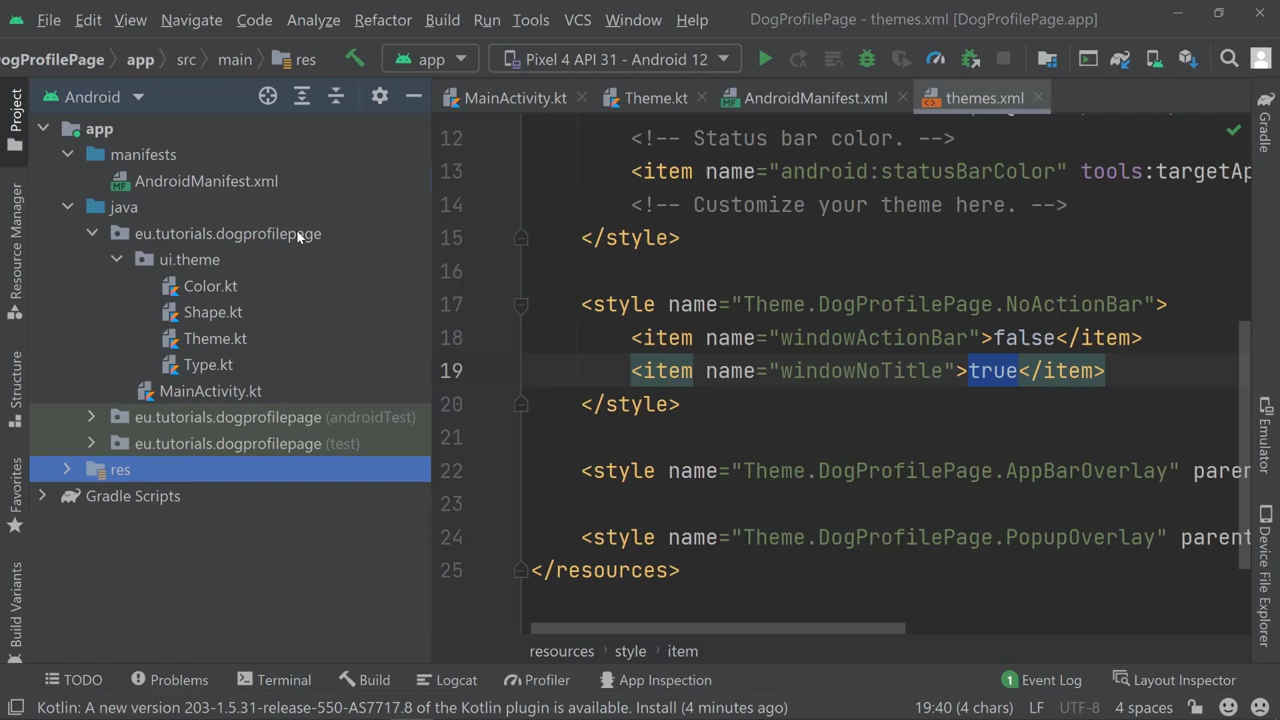 File Edit View Navigate Code Analyze Refactor Build Run Tools VCS Window Help DogProfilePage - themes.xml [DogProfilePage.app]
DogProfilePage app src main res app Pixel 4 API 31 - Android 12
Project
Resource Manager
Structure
Favorites
Build Variants
Android
app
manifests
AndroidManifest.xml
java
eu.tutorials.dogprofilepage
ui.theme
Color.kt
Shape.kt
Theme.kt
Type.kt
MainActivity.kt
eu.tutorials.dogprofilepage (androidTest)
eu.tutorials.dogprofilepage (test)
res
Gradle Scripts
MainActivity.kt Theme.kt AndroidManifest.xml themes.xml
12 <!-- Status bar color. -->
13 <item name="android:statusBarColor" tools:targetAp
14 <!-- Customize your theme here. -->
15 </style>
16
17 <style name="Theme.DogProfilePage.NoActionBar">
18 <item name="windowActionBar">false</item>
19 <item name="windowNoTitle">true</item>
20 </style>
21
22 <style name="Theme.DogProfilePage.AppBarOverlay" paren
23
24 <style name="Theme.DogProfilePage.PopupOverlay" parent
25 </resources>
resources style item
Gradle
Emulator
Device File Explorer
TODO Problems Terminal Build Logcat Profiler App Inspection 1 Event Log Layout Inspector
Kotlin: A new version 203-1.5.31-release-550-AS7717.8 of the Kotlin plugin is available. Install (4 minutes ago) 19:40 (4 chars) LF UTF-8 4 spaces